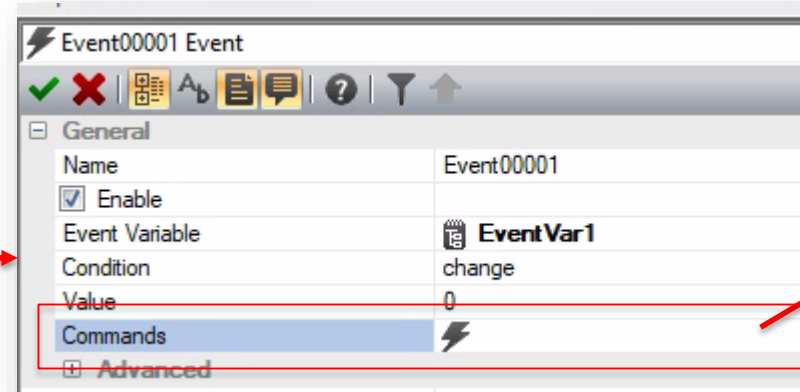 Event00001 Event
General
Name Event00001
Enable
Event Variable EventVar1
Condition change
Value 0
Commands
Advanced